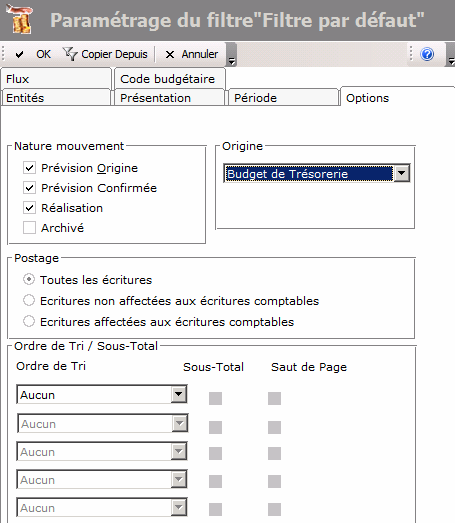 Paramétrage du filtre"Filtre par défaut"
OK Copier Depuis Annuler
Flux Code budgétaire
Entités Présentation Période Options
Nature mouvement
Prévision Origine
Prévision Confirmée
Réalisation
Archivé
Origine
Budget de Trésorerie
Postage
Toutes les écritures
Ecritures non affectées aux écritures comptables
Ecritures affectées aux écritures comptables
Ordre de Tri / Sous-Total
Ordre de Tri Sous-Total Saut de Page
Aucun
Aucun
Aucun
Aucun
Aucun